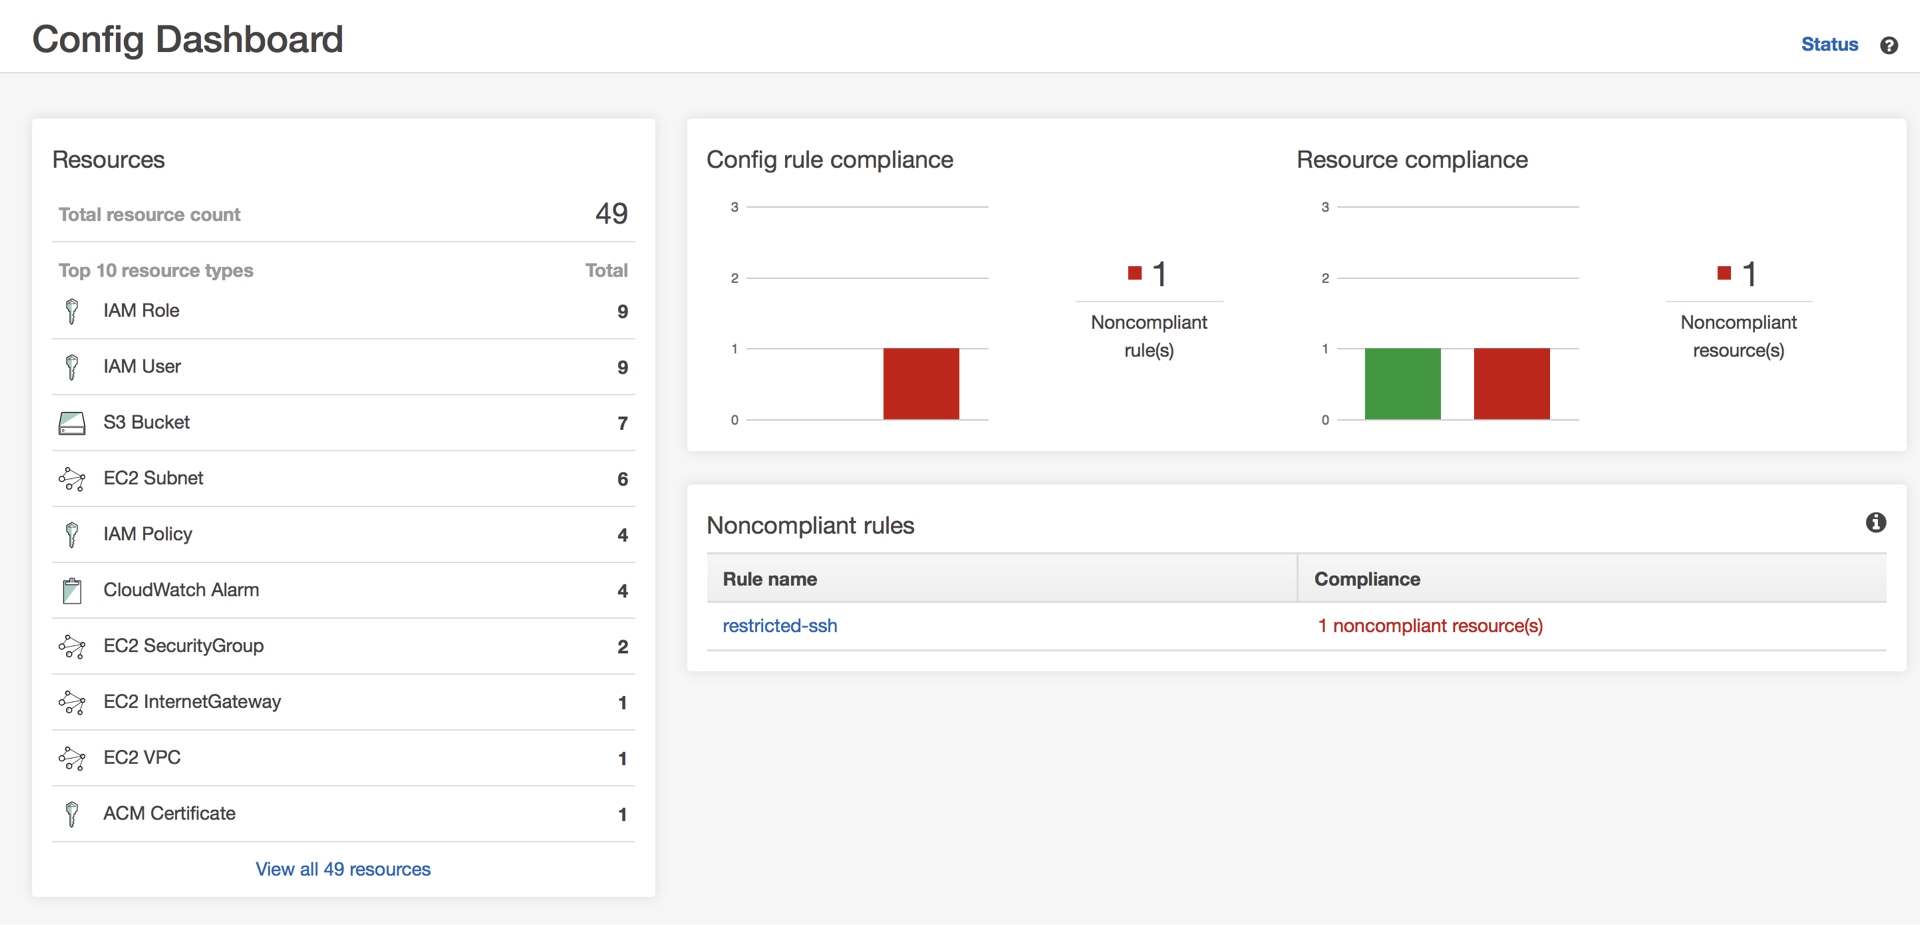 Config Dashboard
Status
Resources
Total resource count 49
Top 10 resource types Total
IAM Role 9
IAM User 9
S3 Bucket 7
EC2 Subnet 6
IAM Policy 4
CloudWatch Alarm 4
EC2 SecurityGroup 2
EC2 InternetGateway 1
EC2 VPC 1
ACM Certificate 1
View all 49 resources
Config rule compliance
3
2
1
0
1
Noncompliant
rule(s)
Resource compliance
3
2
1
0
1
Noncompliant
resource(s)
Noncompliant rules
Rule name Compliance
restricted-ssh 1 noncompliant resource(s)